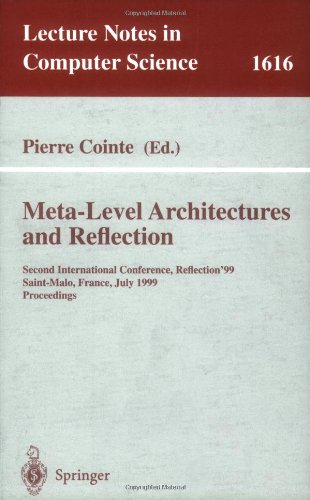 Lecture Notes in
Computer Science 1616
Pierre Cointe (Ed.)
Meta-Level Architectures
and Reflection
Second International Conference, Reflection'99
Saint-Malo, France, July 1999
Proceedings
Springer